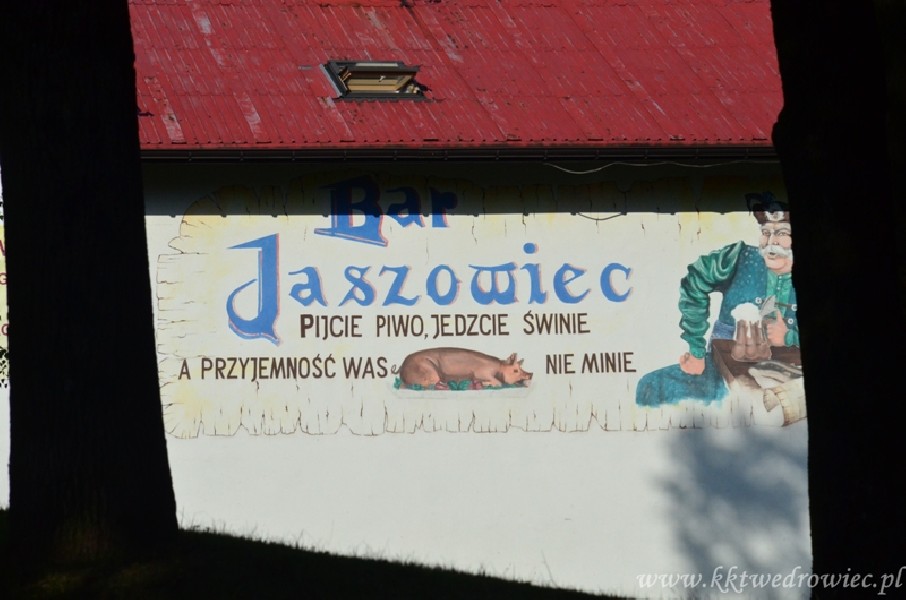 Bar
Jaszowiec
PIJCIE PIWO, JEDZCIE ŚWINIE
A PRZYJEMNOŚĆ WAS NIE MINIE
www.kktwedrowiec.pl